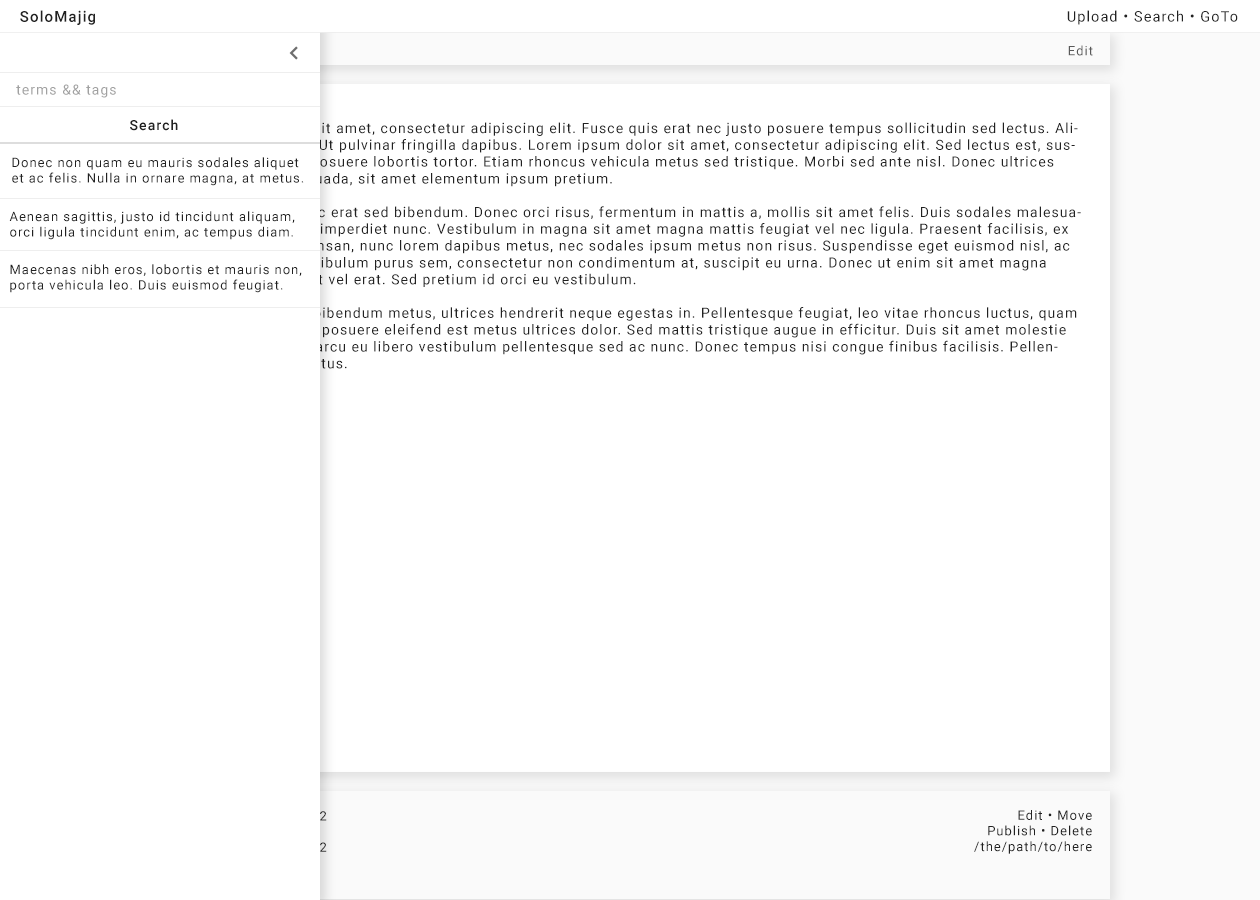 SoloMajig
Upload • Search • GoTo
Edit
terms && tags
Search
Donec non quam eu mauris sodales aliquet
et ac felis. Nulla in ornare magna, at metus.
Aenean sagittis, justo id tincidunt aliquam,
orci ligula tincidunt enim, ac tempus diam.
Maecenas nibh eros, lobortis et mauris non,
porta vehicula leo. Duis euismod feugiat.
it amet, consectetur adipiscing elit. Fusce quis erat nec justo posuere tempus sollicitudin sed lectus. Ali-
Ut pulvinar fringilla dapibus. Lorem ipsum dolor sit amet, consectetur adipiscing elit. Sed lectus est, sus-
osuere lobortis tortor. Etiam rhoncus vehicula metus sed tristique. Morbi sed ante nisl. Donec ultrices
ada, sit amet elementum ipsum pretium.
c erat sed bibendum. Donec orci risus, fermentum in mattis a, mollis sit amet felis. Duis sodales malesua-
imperdiet nunc. Vestibulum in magna sit amet magna mattis feugiat vel nec ligula. Praesent facilisis, ex
nsan, nunc lorem dapibus metus, nec sodales ipsum metus non risus. Suspendisse eget euismod nisl, ac
ibulum purus sem, consectetur non condimentum at, suscipit eu urna. Donec ut enim sit amet magna
t vel erat. Sed pretium id orci eu vestibulum.
ibendum metus, ultrices hendrerit neque egestas in. Pellentesque feugiat, leo vitae rhoncus luctus, quam
posuere eleifend est metus ultrices dolor. Sed mattis tristique augue in efficitur. Duis sit amet molestie
arcu eu libero vestibulum pellentesque sed ac nunc. Donec tempus nisi congue finibus facilisis. Pellen-
tus.
2
2
Edit • Move
Publish • Delete
/the/path/to/here